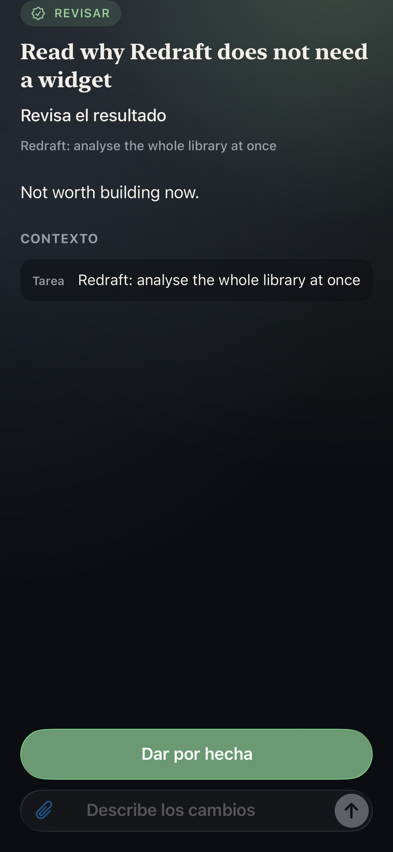 REVISAR
Read why Redraft does not need
a widget
Revisa el resultado
Redraft: analyse the whole library at once
Not worth building now.
CONTEXTO
Tarea Redraft: analyse the whole library at once
Dar por hecha
Describe los cambios